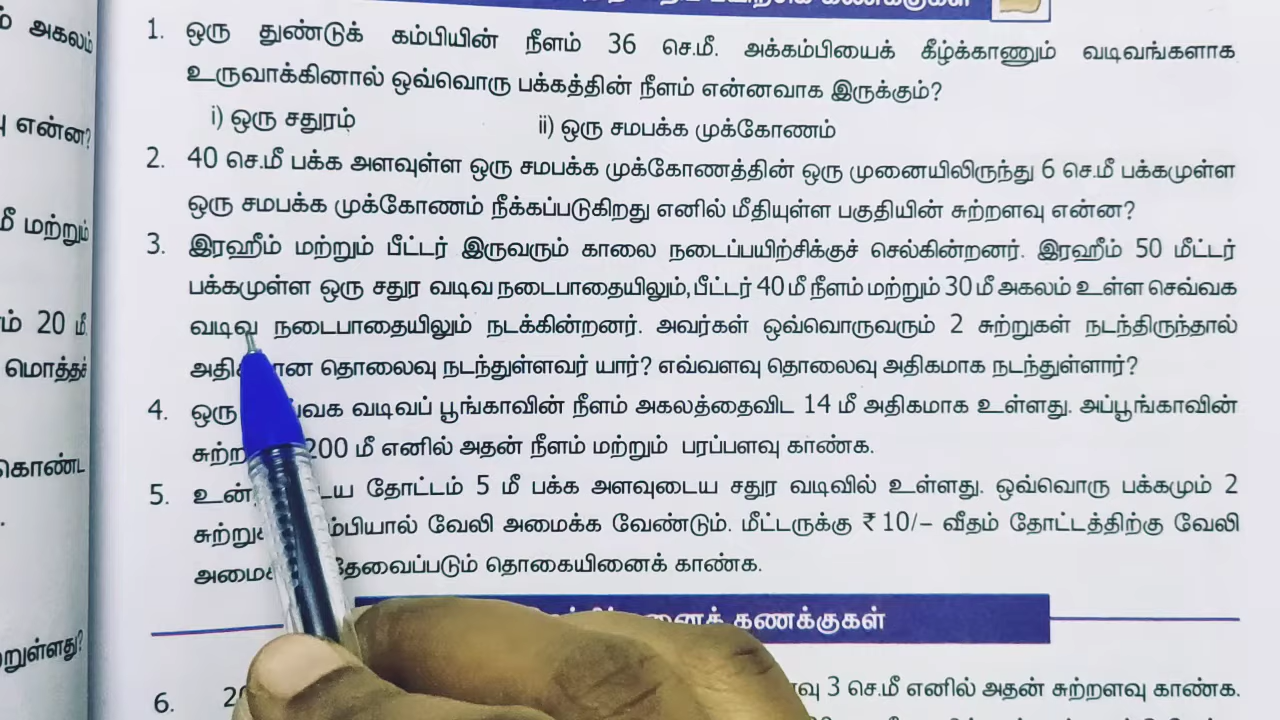 கணக்குகள்
அகலம்
1. ஒரு துண்டுக் கம்பியின் நீளம் 36 செ.மீ. அக்கம்பியைக் கீழ்க்காணும் வடிவங்களாக
உருவாக்கினால் ஒவ்வொரு பக்கத்தின் நீளம் என்னவாக இருக்கும்?
என்ன?
i) ஒரு சதுரம் ii) ஒரு சமபக்க முக்கோணம்
2. 40 செ.மீ பக்க அளவுள்ள ஒரு சமபக்க முக்கோணத்தின் ஒரு முனையிலிருந்து 6 செ.மீ பக்கமுள்ள
ஒரு சமபக்க முக்கோணம் நீக்கப்படுகிறது எனில் மீதியுள்ள பகுதியின் சுற்றளவு என்ன?
மீ மற்றும்
3. இரஹீம் மற்றும் பீட்டர் இருவரும் காலை நடைப்பயிற்சிக்குச் செல்கின்றனர். இரஹீம் 50 மீட்டர்
பக்கமுள்ள ஒரு சதுர வடிவ நடைபாதையிலும், பீட்டர் 40 மீ நீளம் மற்றும் 30 மீ அகலம் உள்ள செவ்வக
20 மீ
வடிவ நடைபாதையிலும் நடக்கின்றனர். அவர்கள் ஒவ்வொருவரும் 2 சுற்றுகள் நடந்திருந்தால்
தொலைவு நடந்துள்ளவர் யார்? எவ்வளவு தொலைவு அதிகமாக நடந்துள்ளார்?
மொத்தச்
4. ஒரு வடிவப் பூங்காவின் நீளம் அகலத்தைவிட 14 மீ அதிகமாக உள்ளது. அப்பூங்காவின்
200 மீ எனில் அதன் நீளம் மற்றும் பரப்பளவு காண்க.
கொண்ட
5. தோட்டம் 5 மீ பக்க அளவுடைய சதுர வடிவில் உள்ளது. ஒவ்வொரு பக்கமும் 2
வேலி அமைக்க வேண்டும். மீட்டருக்கு ₹ 10/– வீதம் தோட்டத்திற்கு வேலி
தேவைப்படும் தொகையினைக் காண்க.
கணக்குகள்
6. 3 செ.மீ எனில் அதன் சுற்றளவு காண்க.